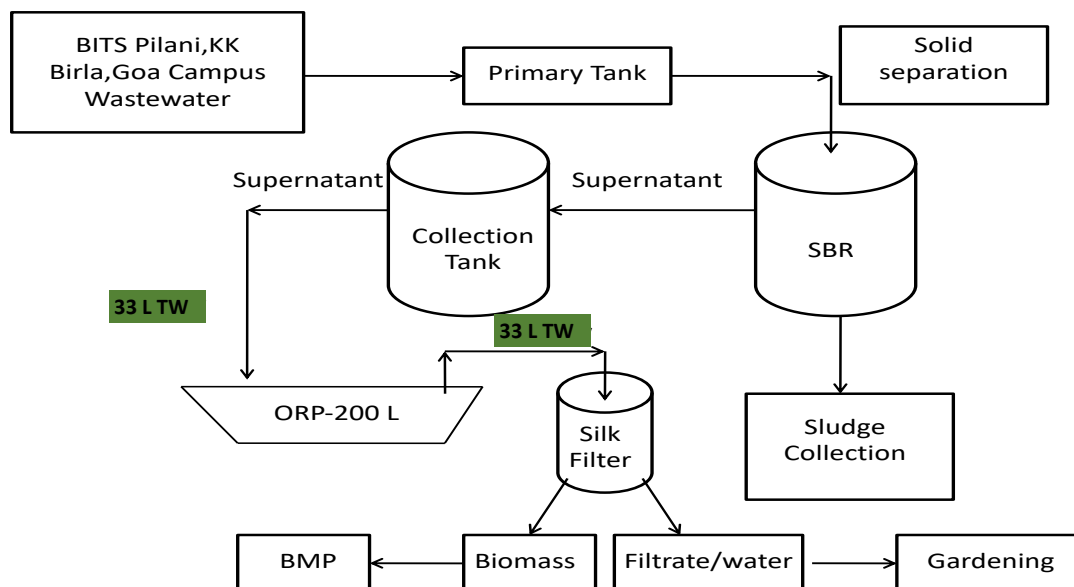 BITS Pilani,KK
Birla,Goa Campus
Wastewater
Primary Tank
Solid
separation
Supernatant
Supernatant
Collection
Tank
SBR
33 L TW
33 L TW
ORP-200 L
Silk
Filter
Sludge
Collection
BMP
Biomass
Filtrate/water
Gardening